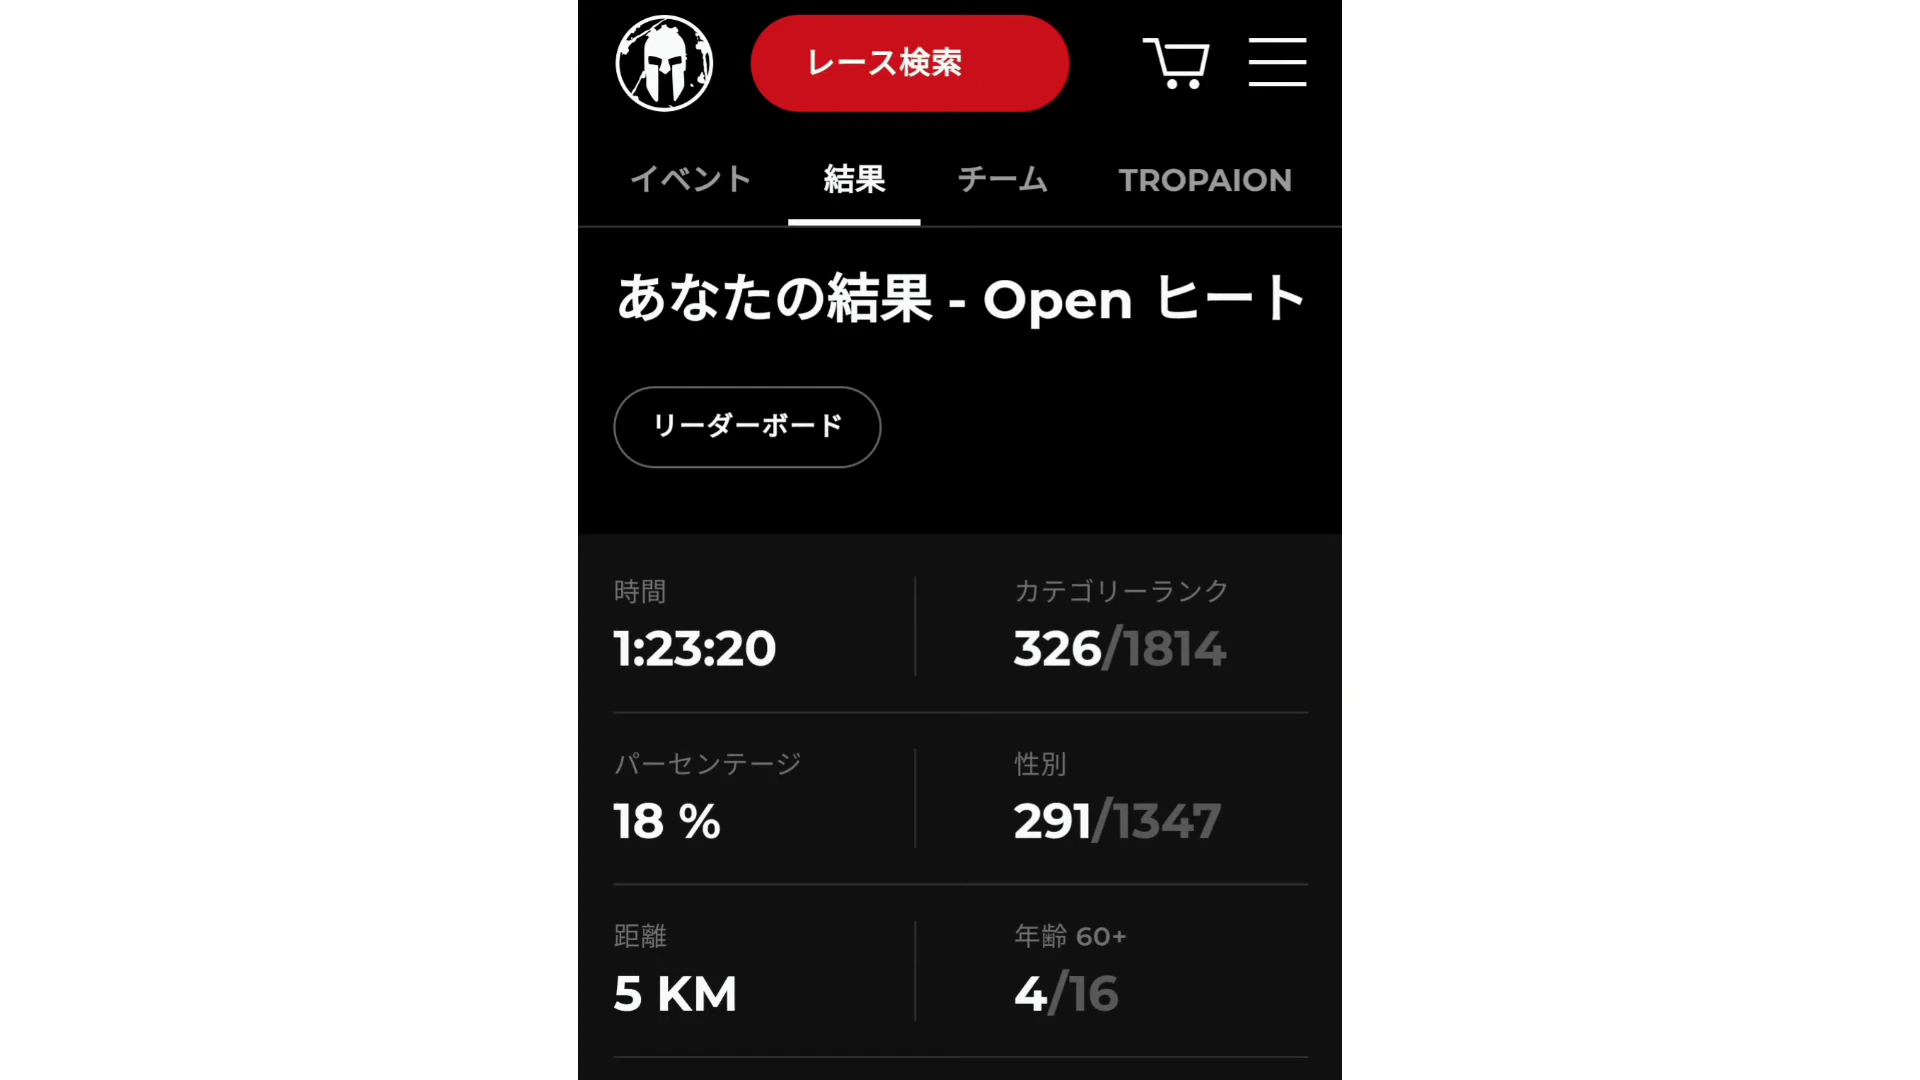 レース検索
イベント 結果 チーム TROPAION
あなたの結果 - Open ヒート
リーダーボード
時間 カテゴリーランク
1:23:20 326/1814
パーセンテージ 性別
18 % 291/1347
距離 年齢 60+
5 KM 4/16